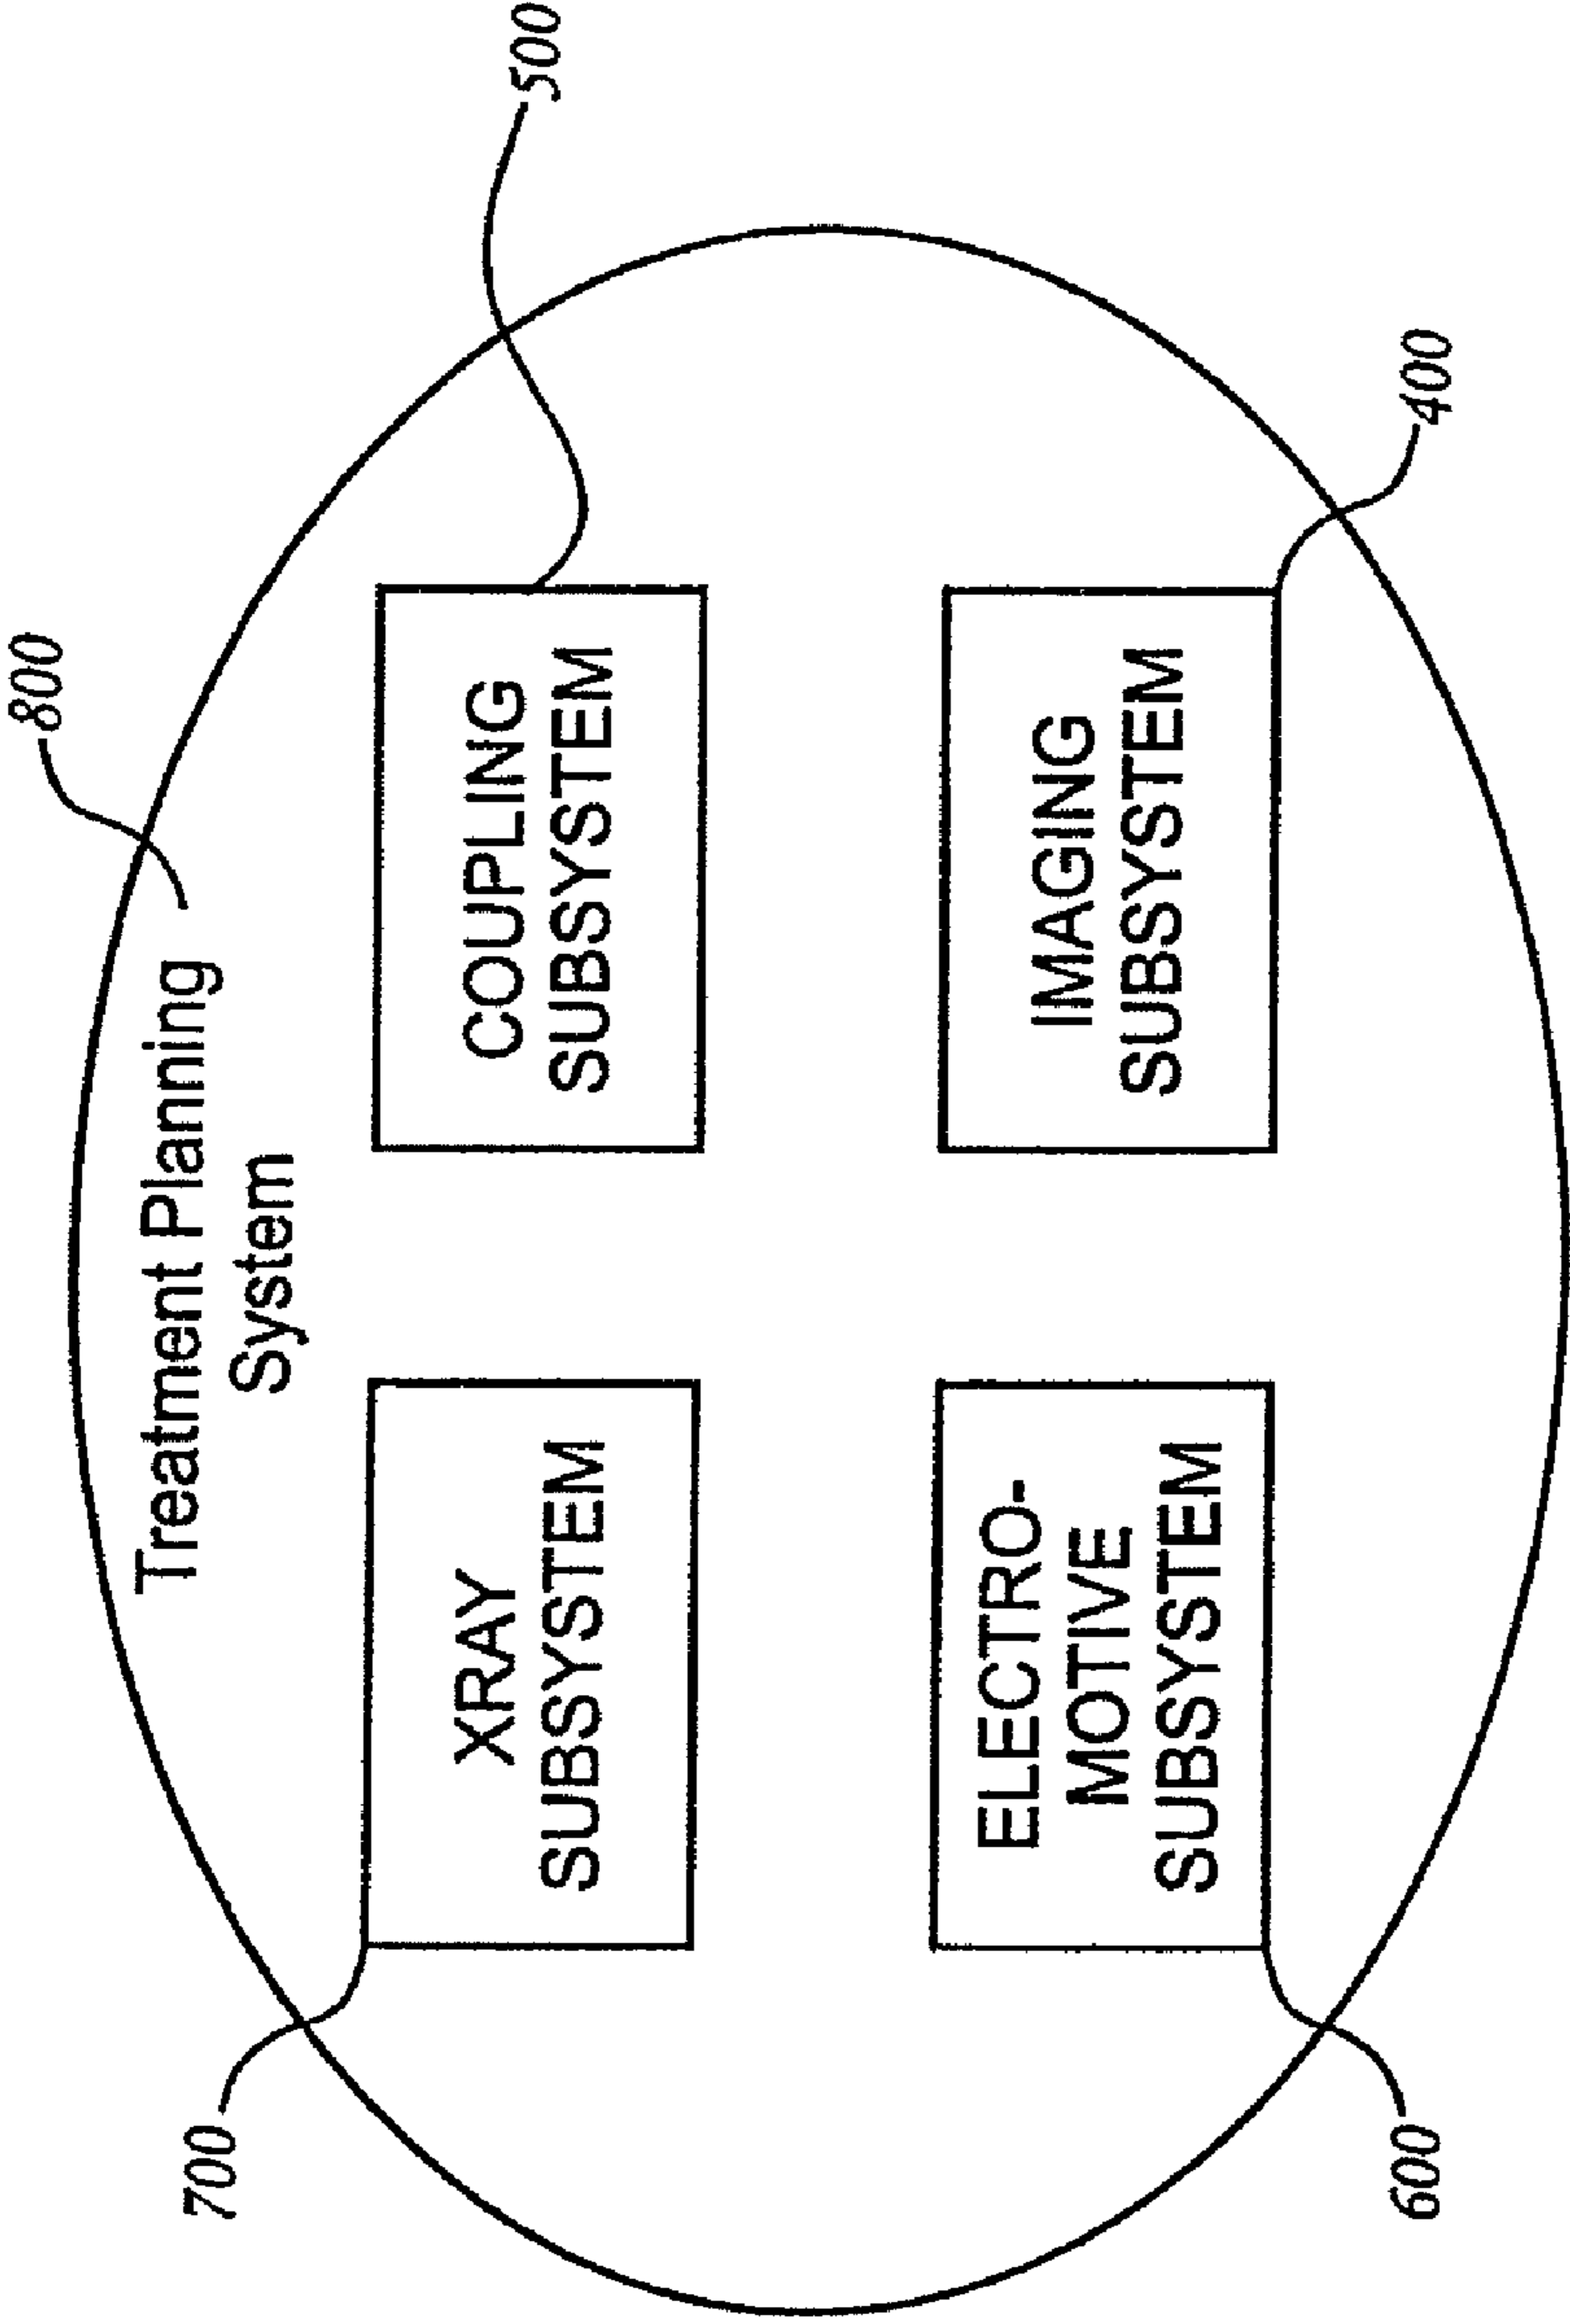 800
Treatment Planning
System
700
XRAY
SUBSYSTEM
COUPLING
SUBSYSTEM
500
ELECTRO-
MOTIVE
SUBSYSTEM
IMAGING
SUBSYSTEM
600
400